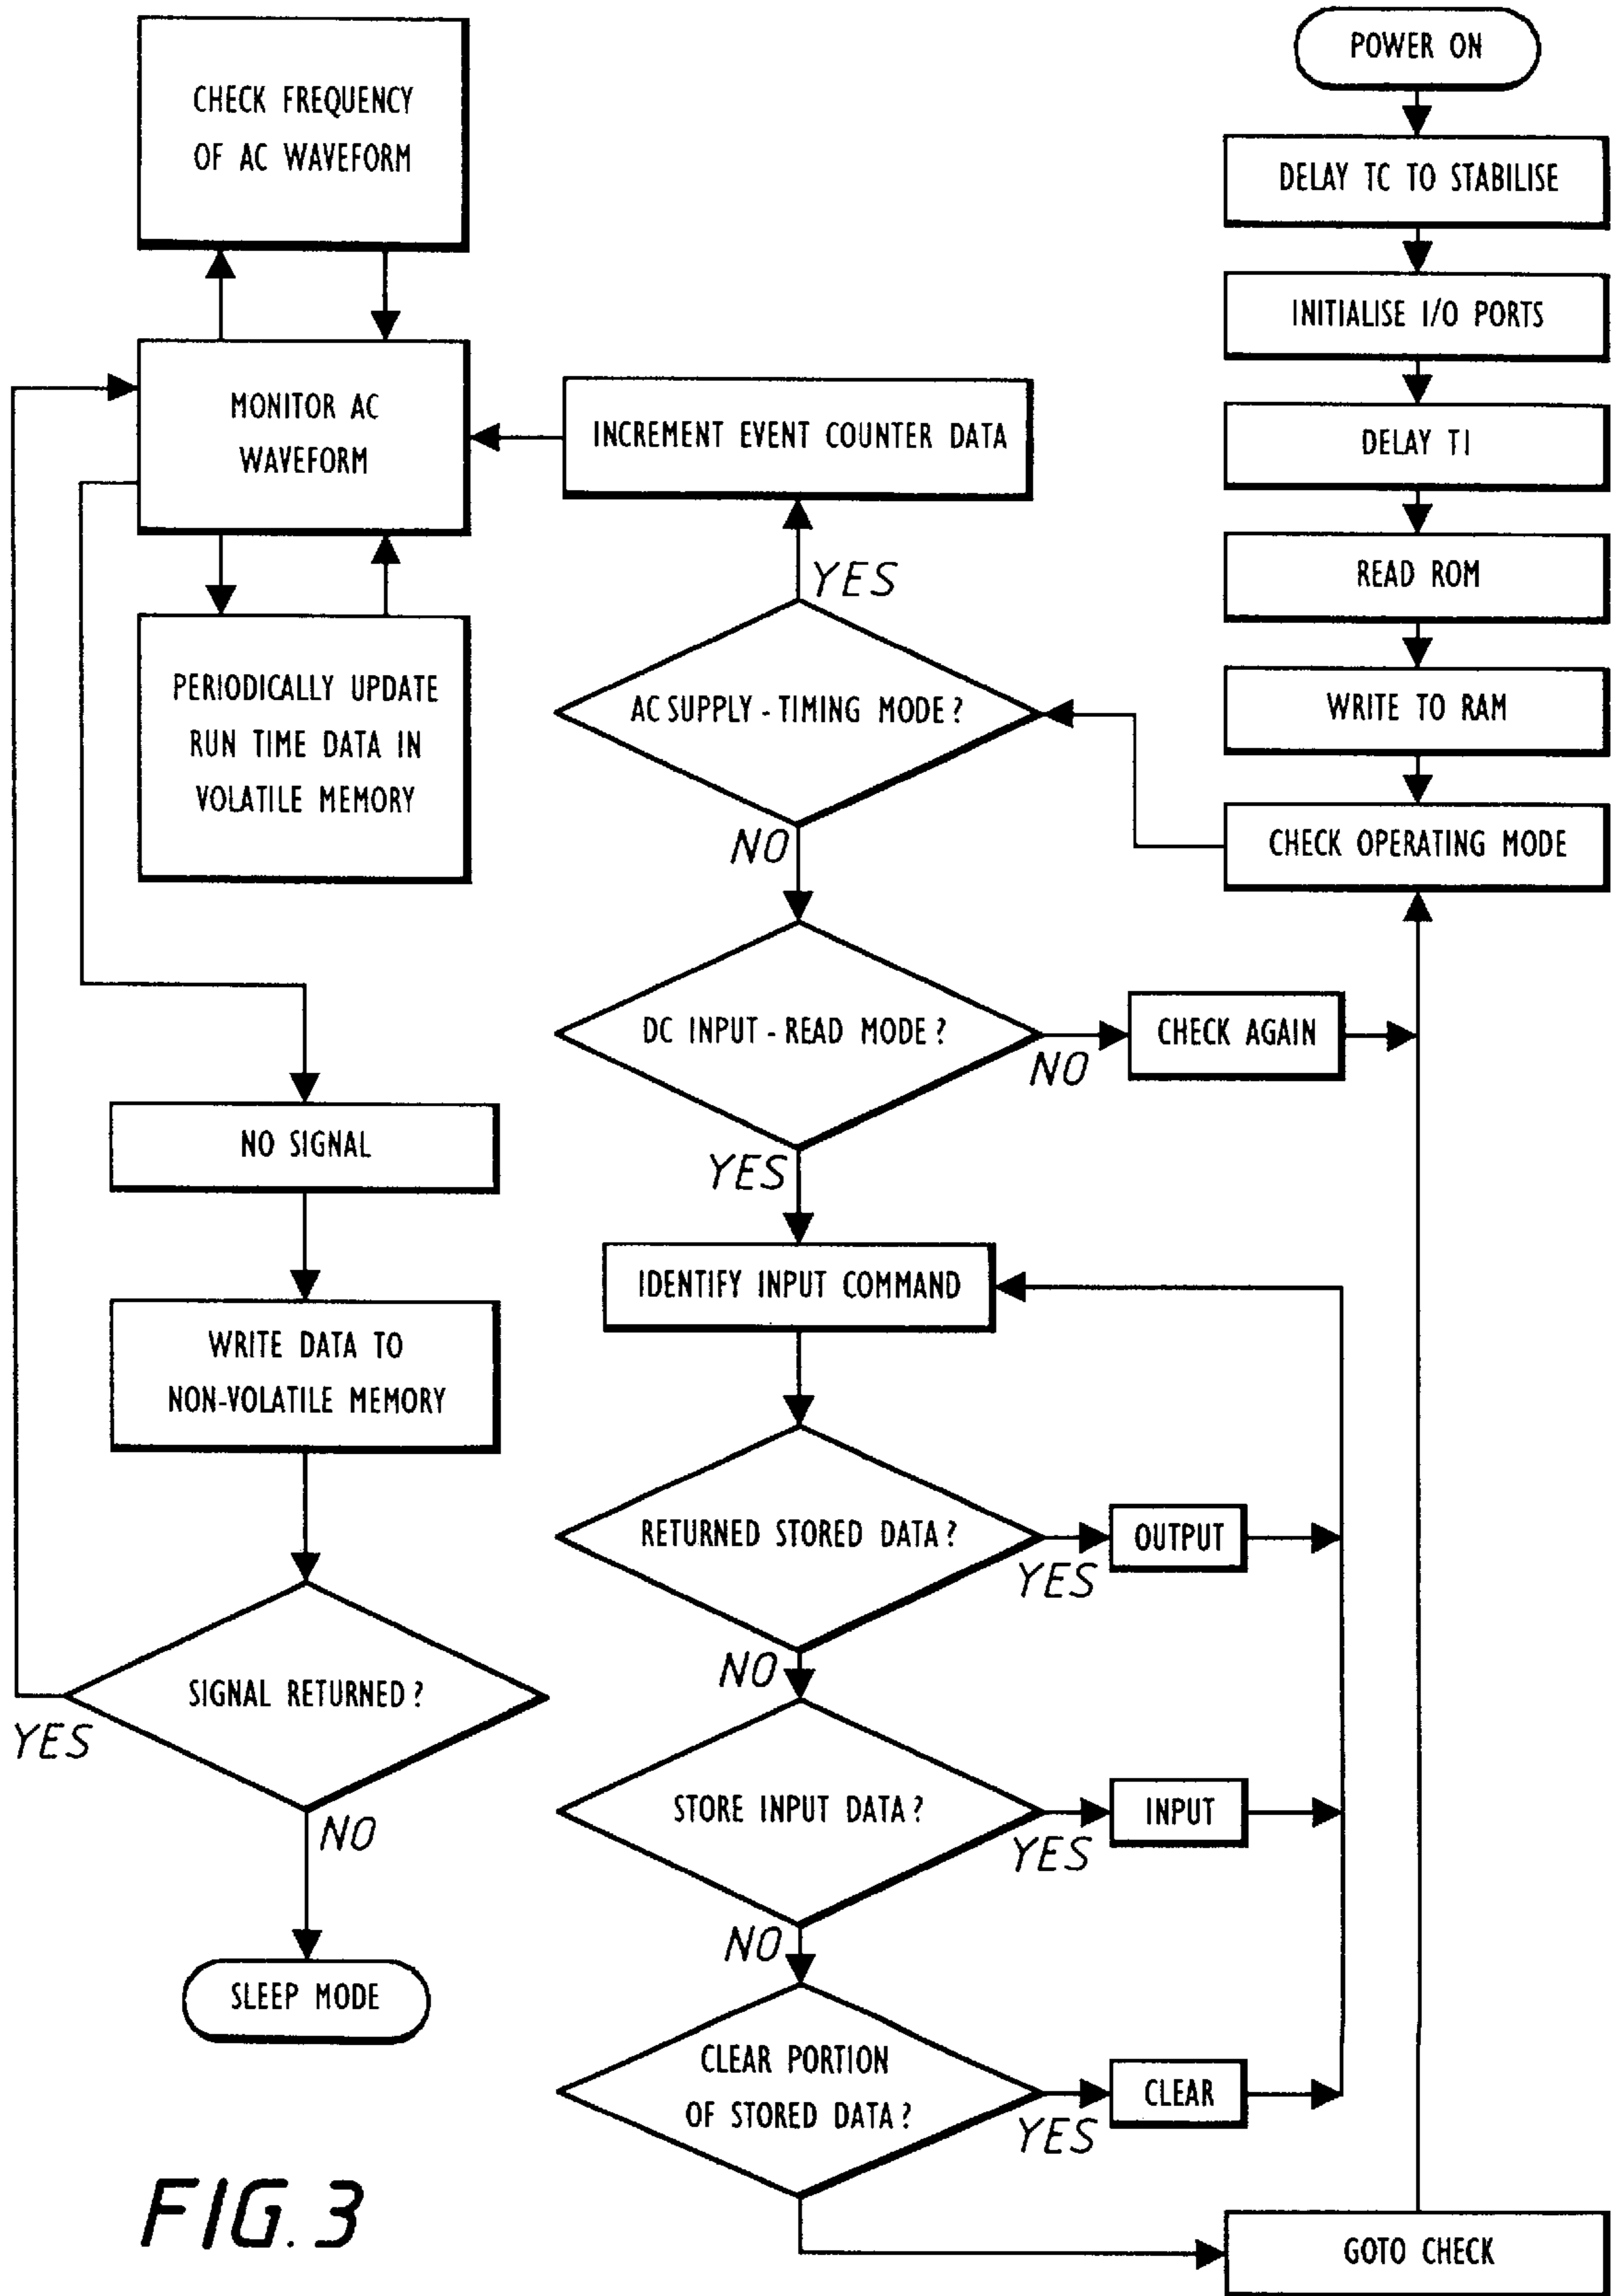 POWER ON
DELAY TC TO STABILISE
INITIALISE I/O PORTS
DELAY TI
READ ROM
WRITE TO RAM
CHECK OPERATING MODE
CHECK FREQUENCY
OF AC WAVEFORM
MONITOR AC
WAVEFORM
INCREMENT EVENT COUNTER DATA
YES
PERIODICALLY UPDATE
RUN TIME DATA IN
VOLATILE MEMORY
AC SUPPLY - TIMING MODE?
NO
DC INPUT - READ MODE?
NO
CHECK AGAIN
YES
NO SIGNAL
WRITE DATA TO
NON-VOLATILE MEMORY
SIGNAL RETURNED?
YES
NO
SLEEP MODE
IDENTIFY INPUT COMMAND
RETURNED STORED DATA?
YES
OUTPUT
NO
STORE INPUT DATA?
YES
INPUT
NO
CLEAR PORTION
OF STORED DATA?
YES
CLEAR
GOTO CHECK
FIG. 3